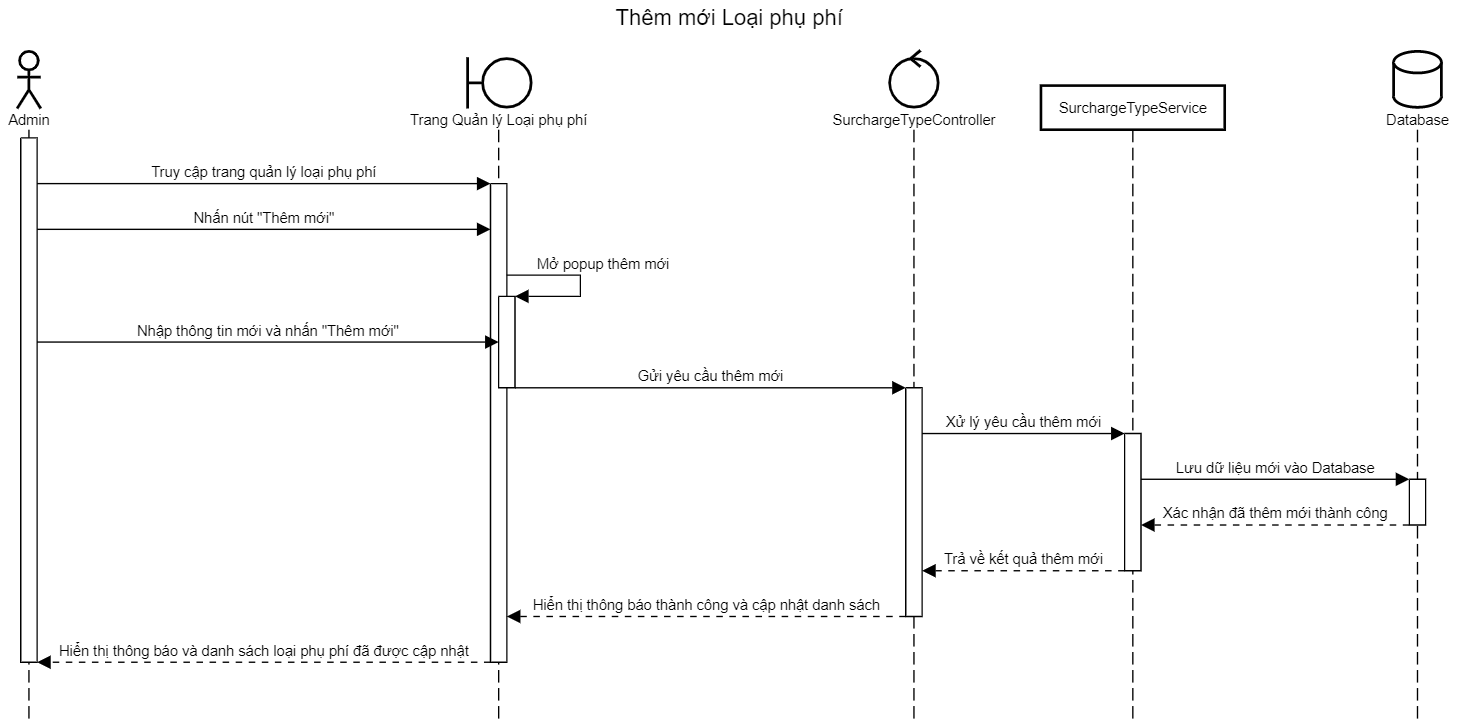 Thêm mới Loại phụ phí
Admin
Trang Quản lý Loại phụ phí
SurchargeTypeController
SurchargeTypeService
Database
Truy cập trang quản lý loại phụ phí
Nhấn nút "Thêm mới"
Mở popup thêm mới
Nhập thông tin mới và nhấn "Thêm mới"
Gửi yêu cầu thêm mới
Xử lý yêu cầu thêm mới
Lưu dữ liệu mới vào Database
Xác nhận đã thêm mới thành công
Trả về kết quả thêm mới
Hiển thị thông báo thành công và cập nhật danh sách
Hiển thị thông báo và danh sách loại phụ phí đã được cập nhật